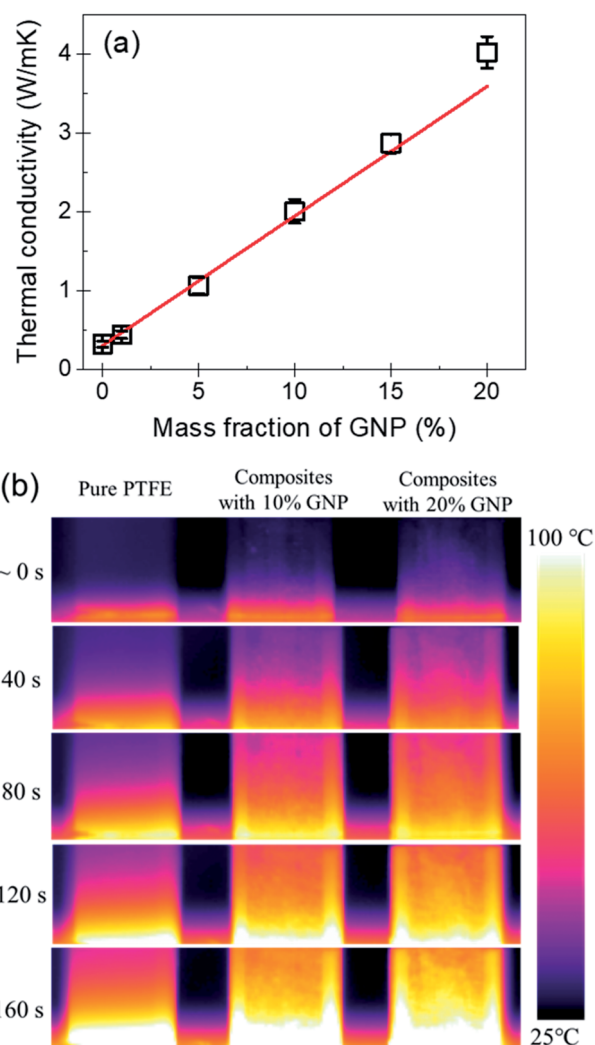 (a)
Thermal conductivity (W/mK)
4
3
2
1
0
0 5 10 15 20
Mass fraction of GNP (%)
(b)
Pure PTFE
Composites
with 10% GNP
Composites
with 20% GNP
100 ℃
~ 0 s
40 s
80 s
120 s
60 s
25℃